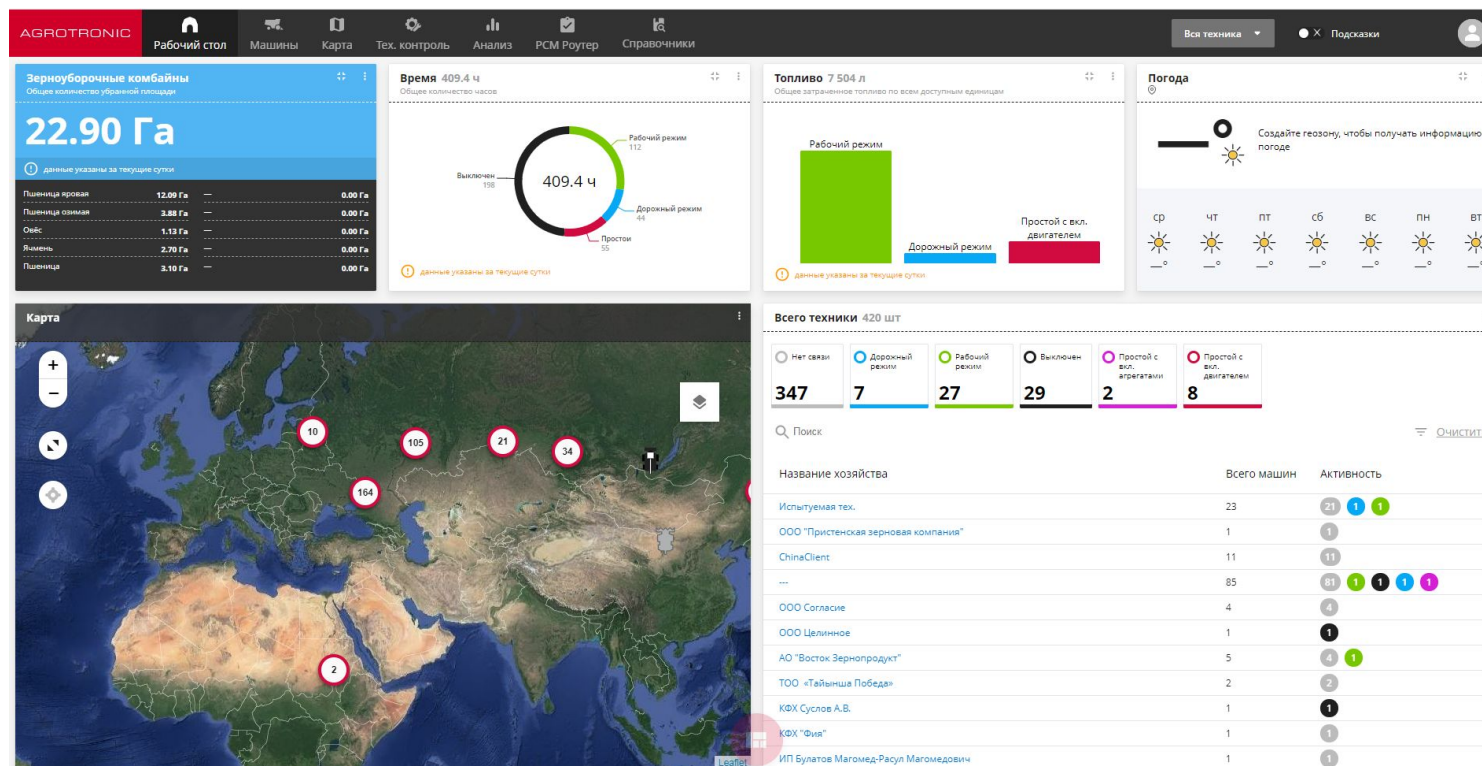 AGROTRONIC
Рабочий стол
Машины
Карта
Тех. контроль
Анализ
РСМ Роутер
Справочники
Вся техника
Подсказки
Зерноуборочные комбайны
Общее количество убранной площади
22.90 Га
данные указаны за текущие сутки
Пшеница яровая 12.09 Га — 0.00 Га
Пшеница озимая 3.88 Га — 0.00 Га
Овёс 1.13 Га — 0.00 Га
Ячмень 2.70 Га — 0.00 Га
Пшеница 3.10 Га — 0.00 Га
Время 409.4 ч
Общее количество часов
Рабочий режим
112
Выключен
198
409.4 ч
Дорожный режим
44
Простои
55
данные указаны за текущие сутки
Топливо 7 504 л
Общее затраченное топливо по всем доступным единицам
Рабочий режим
Дорожный режим
Простой с вкл.
двигателем
данные указаны за текущие сутки
Погода
Создайте геозону, чтобы получать информацию
погоде
ср чт пт сб вс пн вт
—° —° —° —° —° —° —°
Карта
+
−
10
105
21
34
164
2
Leaflet
Всего техники 420 шт
Нет связи
347
Дорожный
режим
7
Рабочий
режим
27
Выключен
29
Простой с
вкл.
агрегатами
2
Простой с
вкл.
двигателем
8
Поиск
Очистит
Название хозяйства Всего машин Активность
Испытуемая тех. 23 21 1 1
ООО "Пристенская зерновая компания" 1 1
ChinaClient 11 11
--- 85 81 1 1 1 1
ООО Согласие 4 4
ООО Целинное 1 1
АО "Восток Зернопродукт" 5 4 1
ТОО «Тайынша Победа» 2 2
КФХ Суслов А.В. 1 1
КФХ "Фия" 1 1
ИП Булатов Магомед-Расул Магомедович 1 1